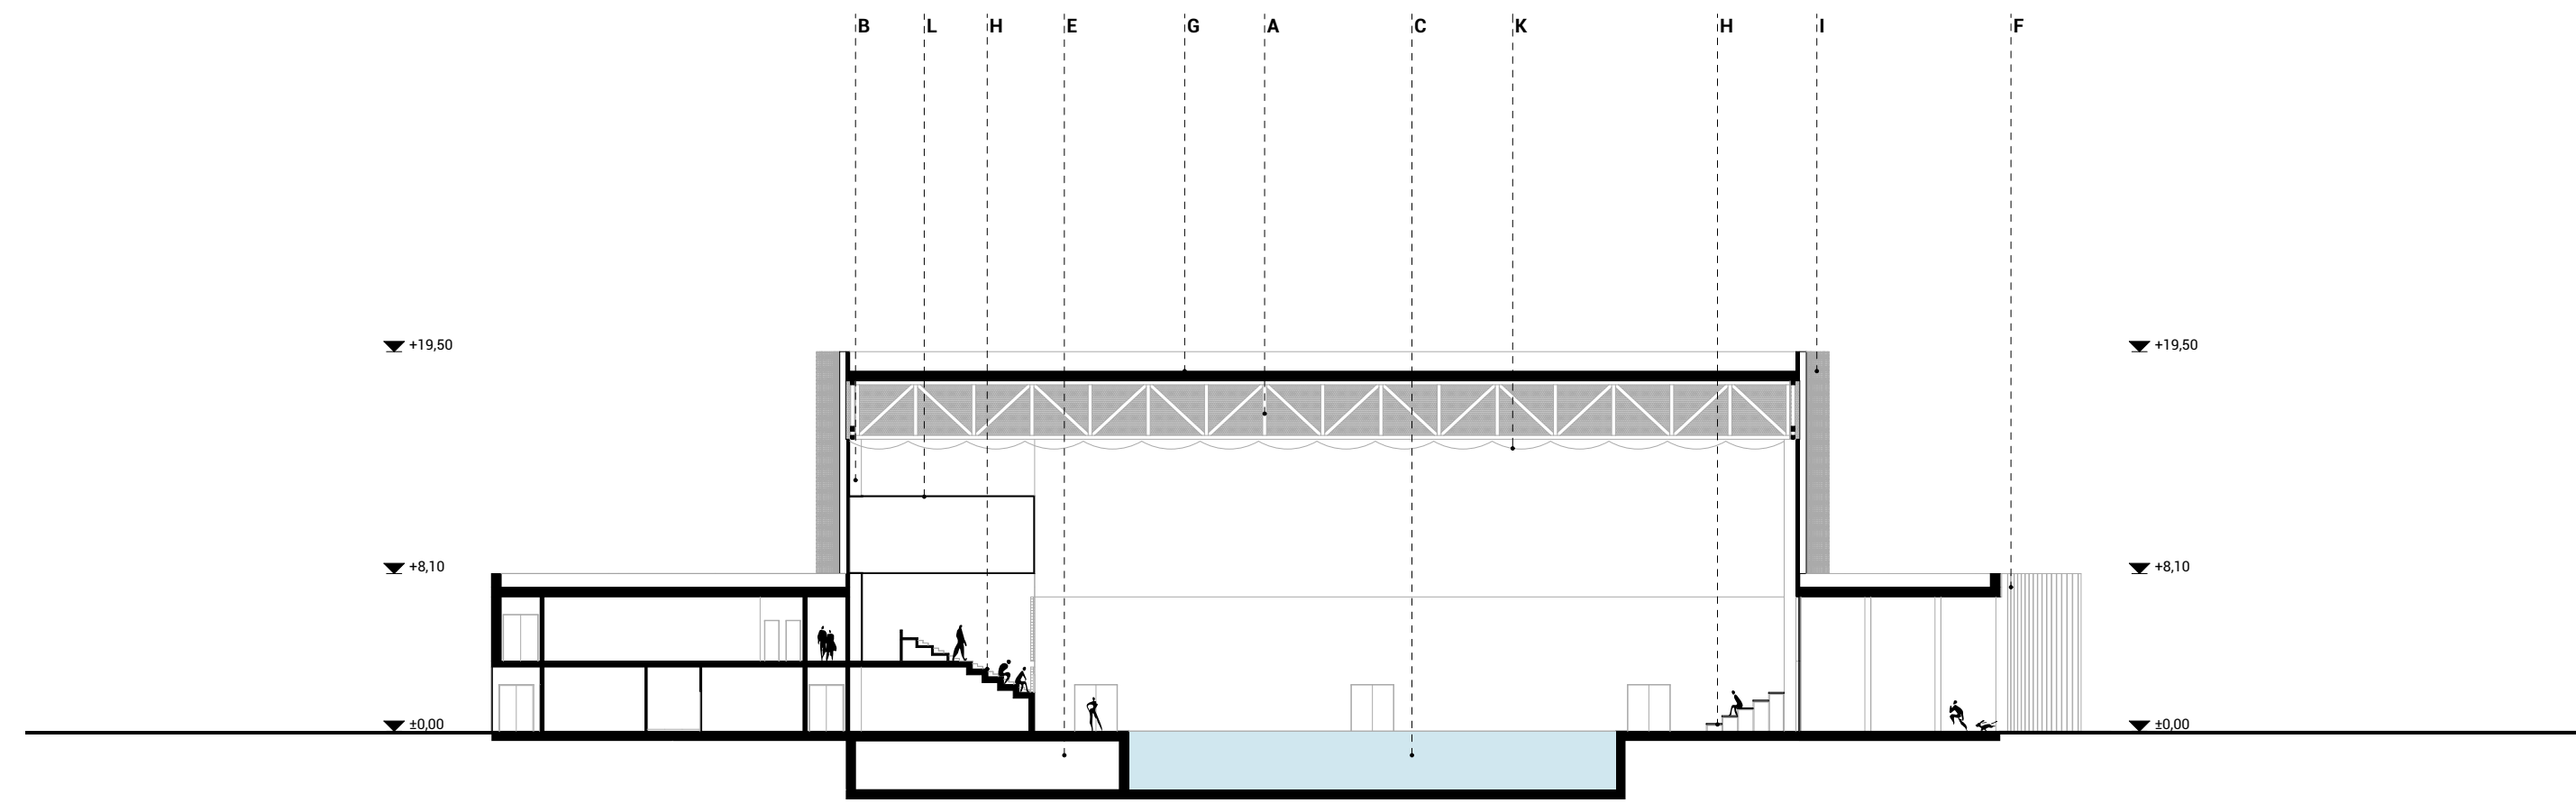 B L H E G A C K H I F
+19,50 +19,50
+8,10 +8,10
±0,00 ±0,00